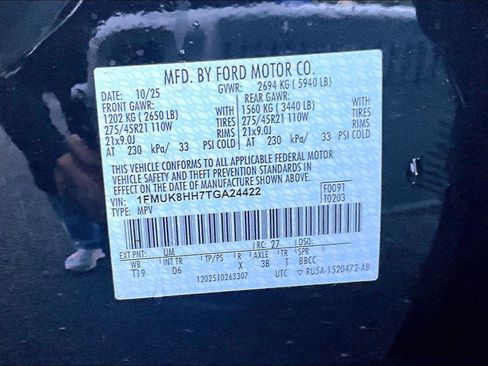 MFD. BY FORD MOTOR CO.
DATE: 10/25 GVWR: 2694 KG ( 5940 LB)
FRONT GAWR: REAR GAWR:
1202 KG ( 2650 LB) WITH 1560 KG ( 3440 LB) WITH
275/45R21 110W TIRES 275/45R21 110W TIRES
21x9.0J RIMS 21x9.0J RIMS
AT 230 kPa/ 33 PSI COLD AT 230 kPa/ 33 PSI COLD
THIS VEHICLE CONFORMS TO ALL APPLICABLE FEDERAL MOTOR
VEHICLE SAFETY AND THEFT PREVENTION STANDARDS
IN EFFECT ON THE DATE OF MANUFACTURE SHOWN ABOVE.
VIN: 1FMUK8HH7TGA24422 F0091
TYPE: MPV T0203
EXT PNT: UM RC: 27 DSO:
WB INT TR TP/PS R AXLE TR SPR
T19 D6 X 3B T BBCC
1202510263307 UTC RU5A-1520472-AB